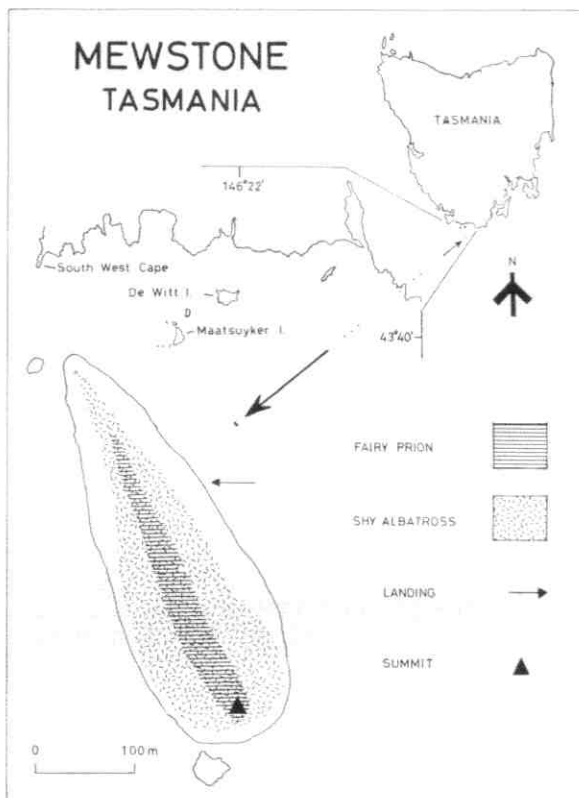 MEWSTONE
TASMANIA
TASMANIA
146°22'
South West Cape
De Witt I.
Maatsuyker I.
N
43°40'
FAIRY PRION
SHY ALBATROSS
LANDING
SUMMIT
0 100 m